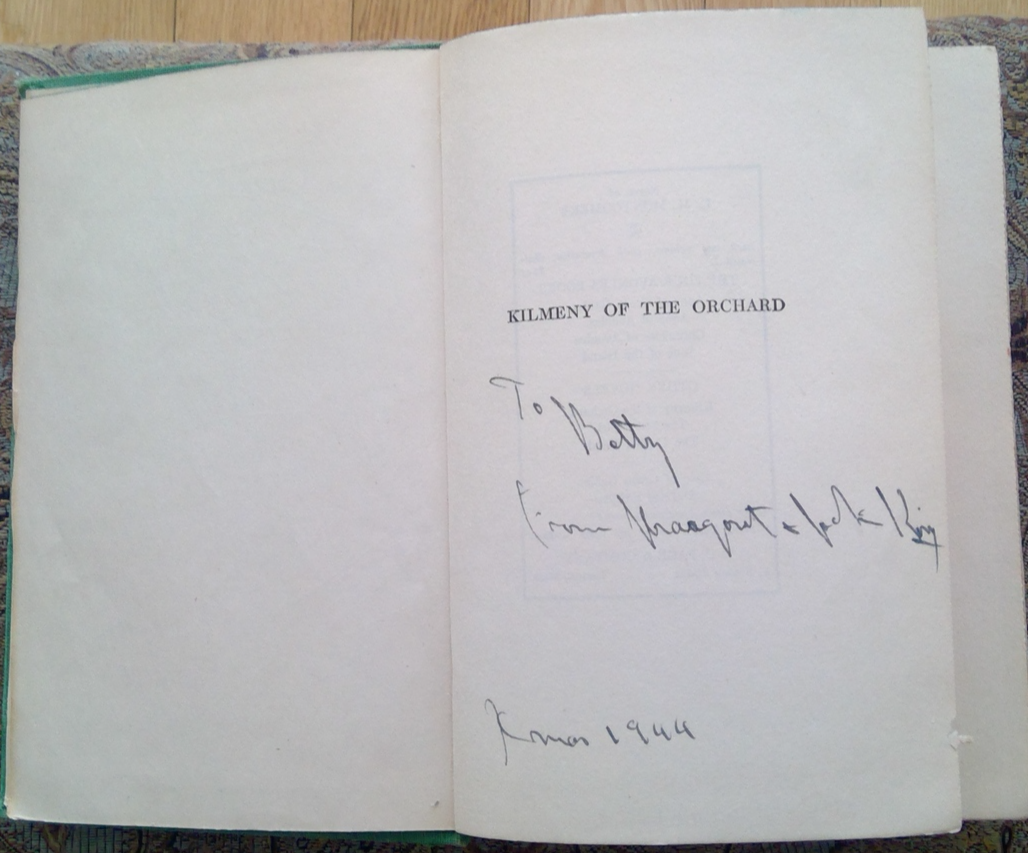 KILMENY OF THE ORCHARD
To
Betty
From Margaret & Jack King
Xmas 1944